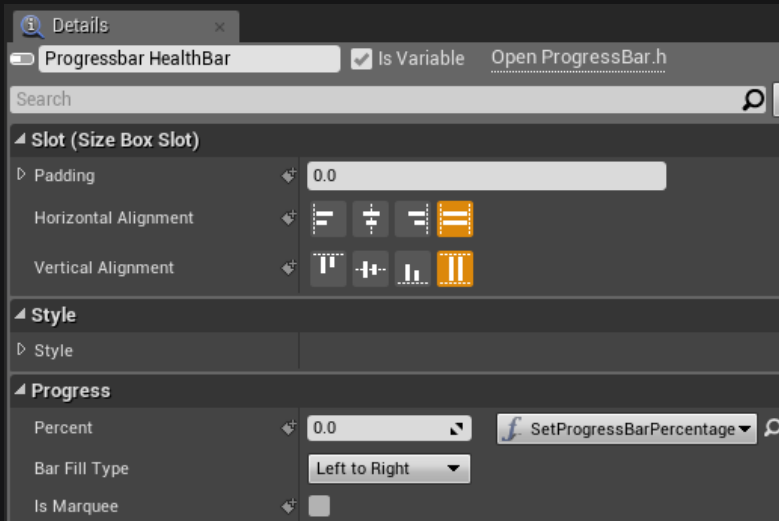 Details
Progressbar HealthBar
Is Variable
Open ProgressBar.h
Search
Slot (Size Box Slot)
Padding
0.0
Horizontal Alignment
Vertical Alignment
Style
Style
Progress
Percent
0.0
SetProgressBarPercentage
Bar Fill Type
Left to Right
Is Marquee